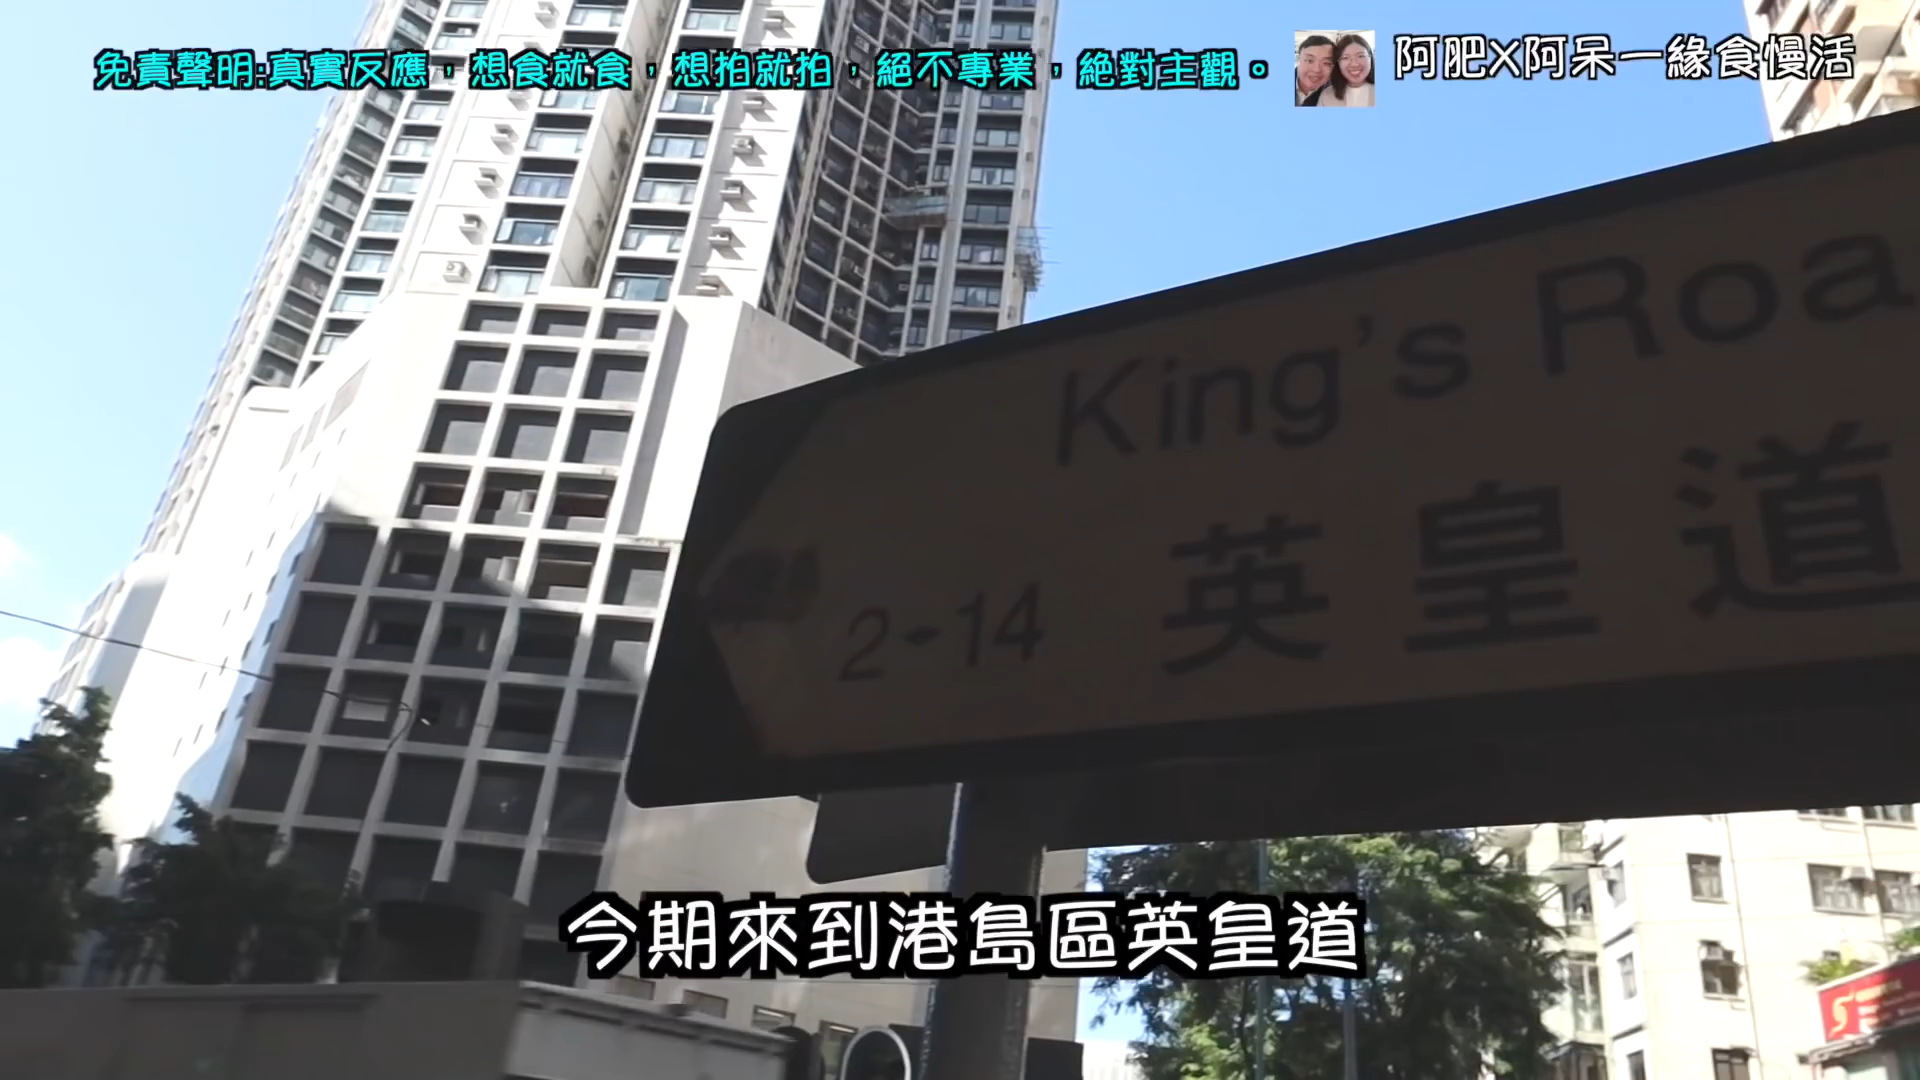 免責聲明:真實反應，想食就食，想拍就拍，絕不專業，絕對主觀。
阿肥X阿呆一緣食慢活
King's Roa
2-14 英皇道
今期來到港島區英皇道